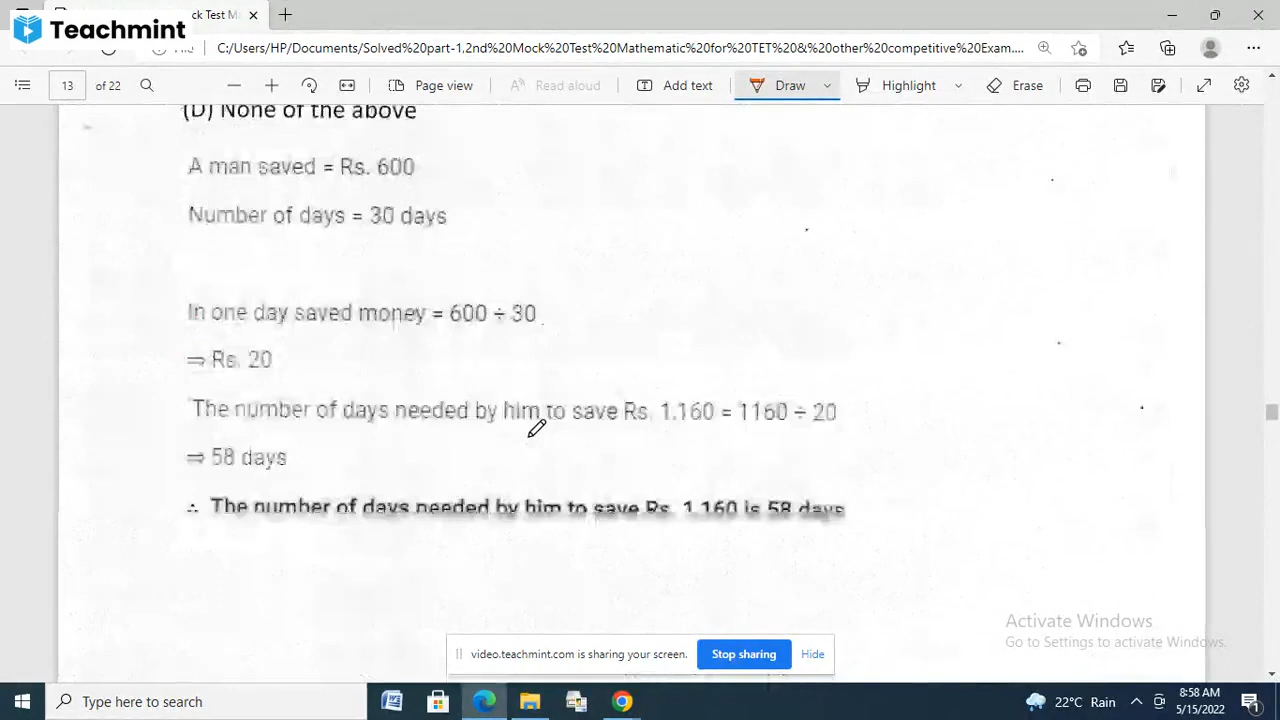 Teachmint
ck Test Ma
C:/Users/HP/Documents/Solved%20part-1,2nd%20Mock%20Test%20Mathematic%20for%20TET%20&%20other%20competitive%20Exam....
13 of 22
Page view
Read aloud
Add text
Draw
Highlight
Erase
(D) None of the above
A man saved = Rs. 600
Number of days = 30 days
In one day saved money = 600 ÷ 30
⇒ Rs. 20
The number of days needed by him to save Rs. 1.160 = 1160 ÷ 20
⇒ 58 days
∴ The number of days needed by him to save Rs. 1.160 is 58 days
Activate Windows
Go to Settings to activate Windows.
video.teachmint.com is sharing your screen.
Stop sharing
Hide
Type here to search
22°C Rain
8:58 AM
5/15/2022
1